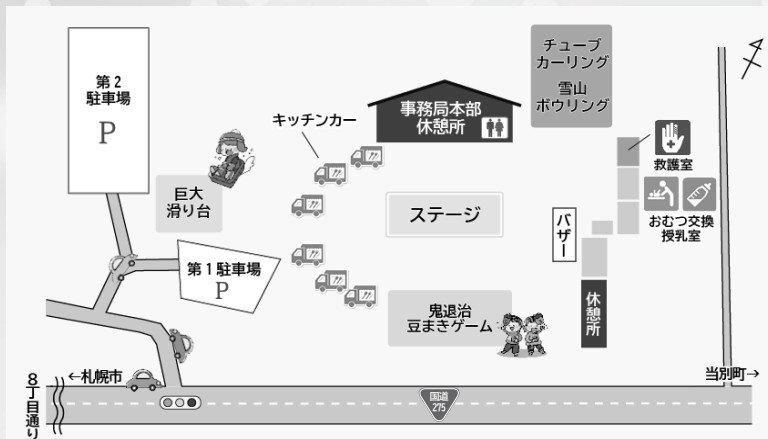 第2
駐車場
P
キッチンカー
事務局本部
休憩所
チューブ
カーリング
雪山
ボウリング
救護室
おむつ交換
授乳室
巨大
滑り台
ステージ
バザー
第1駐車場
P
鬼退治
豆まきゲーム
休憩所
8丁目通り
←札幌市
当別町→
国道
275